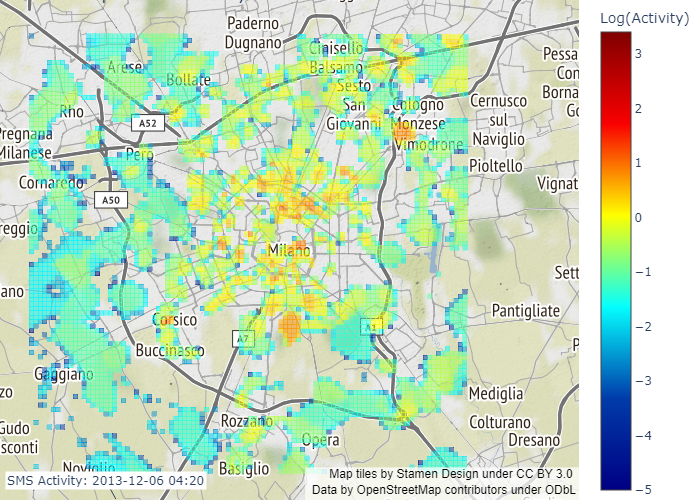 Log(Activity)
3
2
1
0
−1
−2
−3
−4
−5
Paderno
Dugnano
Cinisello
Balsamo
Sesto
San
Giovanni
Cologno
Monzese
Vimodrone
Cernusco
sul
Naviglio
Pioltello
Pessa
Con
Borna
Go
Vignat
Arese
Bollate
Rho
A52
Pregnana
Milanese
Pero
Cornaredo
A50
reggio
Milano
ano
Sett
Pantigliate
P
Corsico
Buccinasco
A7
A1
Gaggiano
zo
Gudo
sconti
Rozzano
Opera
Mediglia
Colturano
Dresano
Noviglio
Basiglio
SMS Activity: 2013-12-06 04:20
Map tiles by Stamen Design under CC BY 3.0
Data by OpenStreetMap contributors under ODbL